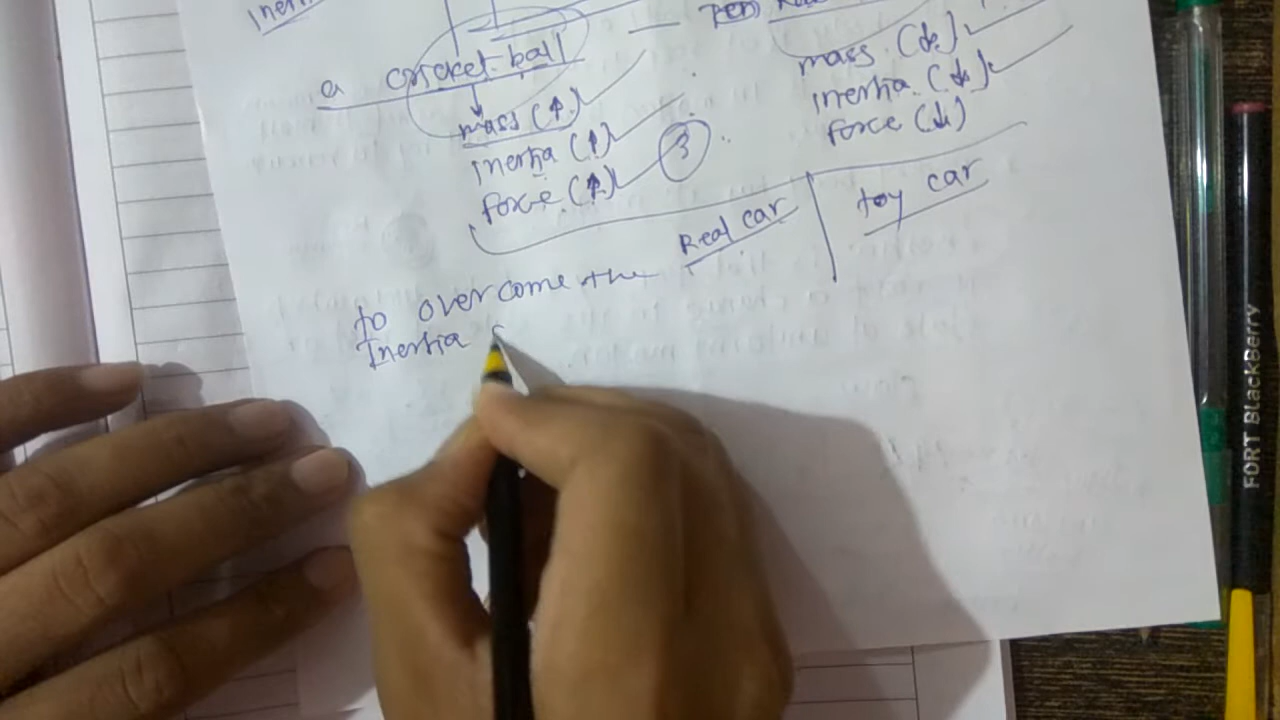 a cricket ball
mass (↑)
inertia (↑)
force (↑)
3
mass (↓)
inertia (↓)
force (↓)
Real car
toy car
to overcome the
Inertia
FORT BlackBerry